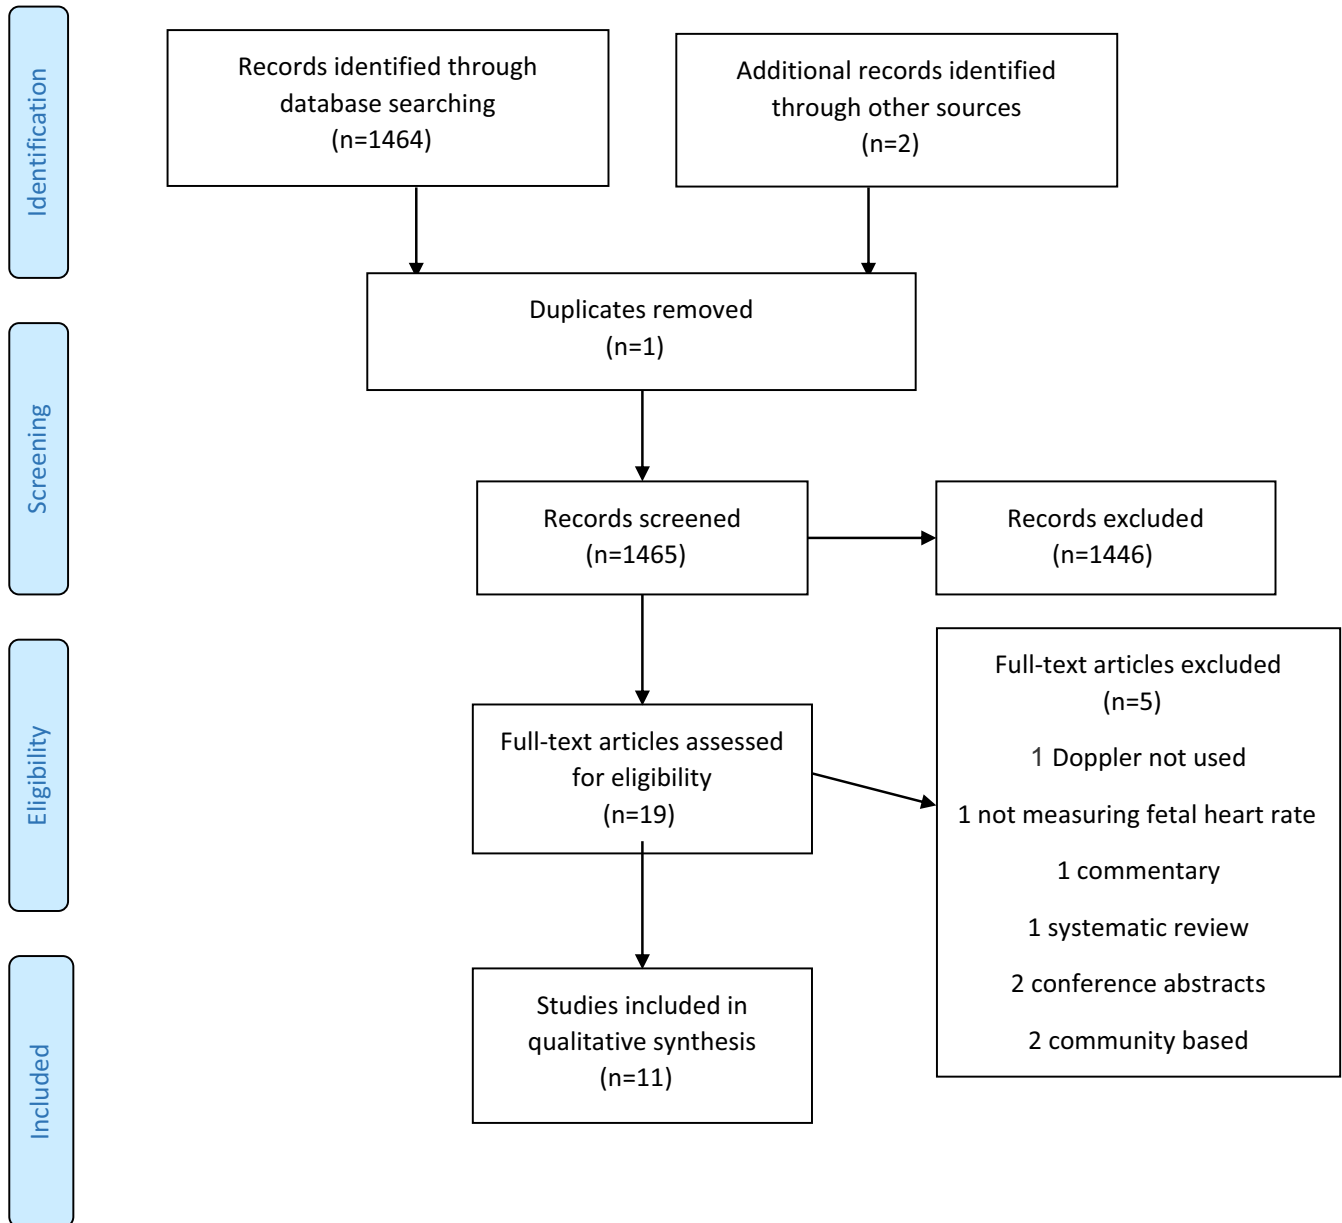 Identification
Records identified through
database searching
(n=1464)
Additional records identified
through other sources
(n=2)
Duplicates removed
(n=1)
Screening
Records screened
(n=1465)
Records excluded
(n=1446)
Eligibility
Full-text articles assessed
for eligibility
(n=19)
Full-text articles excluded
(n=5)
1 Doppler not used
1 not measuring fetal heart rate
1 commentary
1 systematic review
2 conference abstracts
2 community based
Included
Studies included in
qualitative synthesis
(n=11)